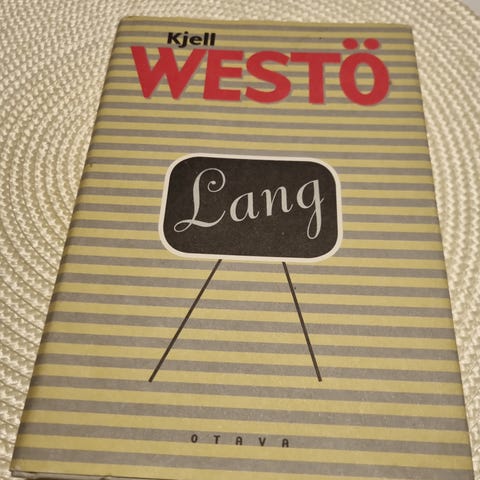 Kjell
WESTÖ
Lang
OTAVA